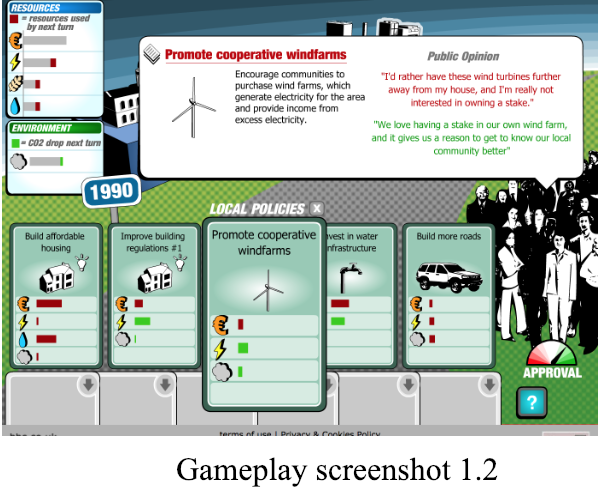 RESOURCES
= resources used
by next turn
ENVIRONMENT
= CO2 drop next turn
1990
Promote cooperative windfarms
Encourage communities to
purchase wind farms, which
generate electricity for the area
and provide income from
excess electricity.
Public Opinion
"I'd rather have these wind turbines further
away from my house, and I'm really not
interested in owning a stake."
"We love having a stake in our own wind farm,
and it gives us a reason to get to know our local
community better"
LOCAL POLICIES X
Build affordable
housing
Improve building
regulations #1
Promote cooperative
windfarms
vest in water
frastructure
Build more roads
APPROVAL
?
bbc.co.uk
terms of use | Privacy & Cookies Policy
Gameplay screenshot 1.2